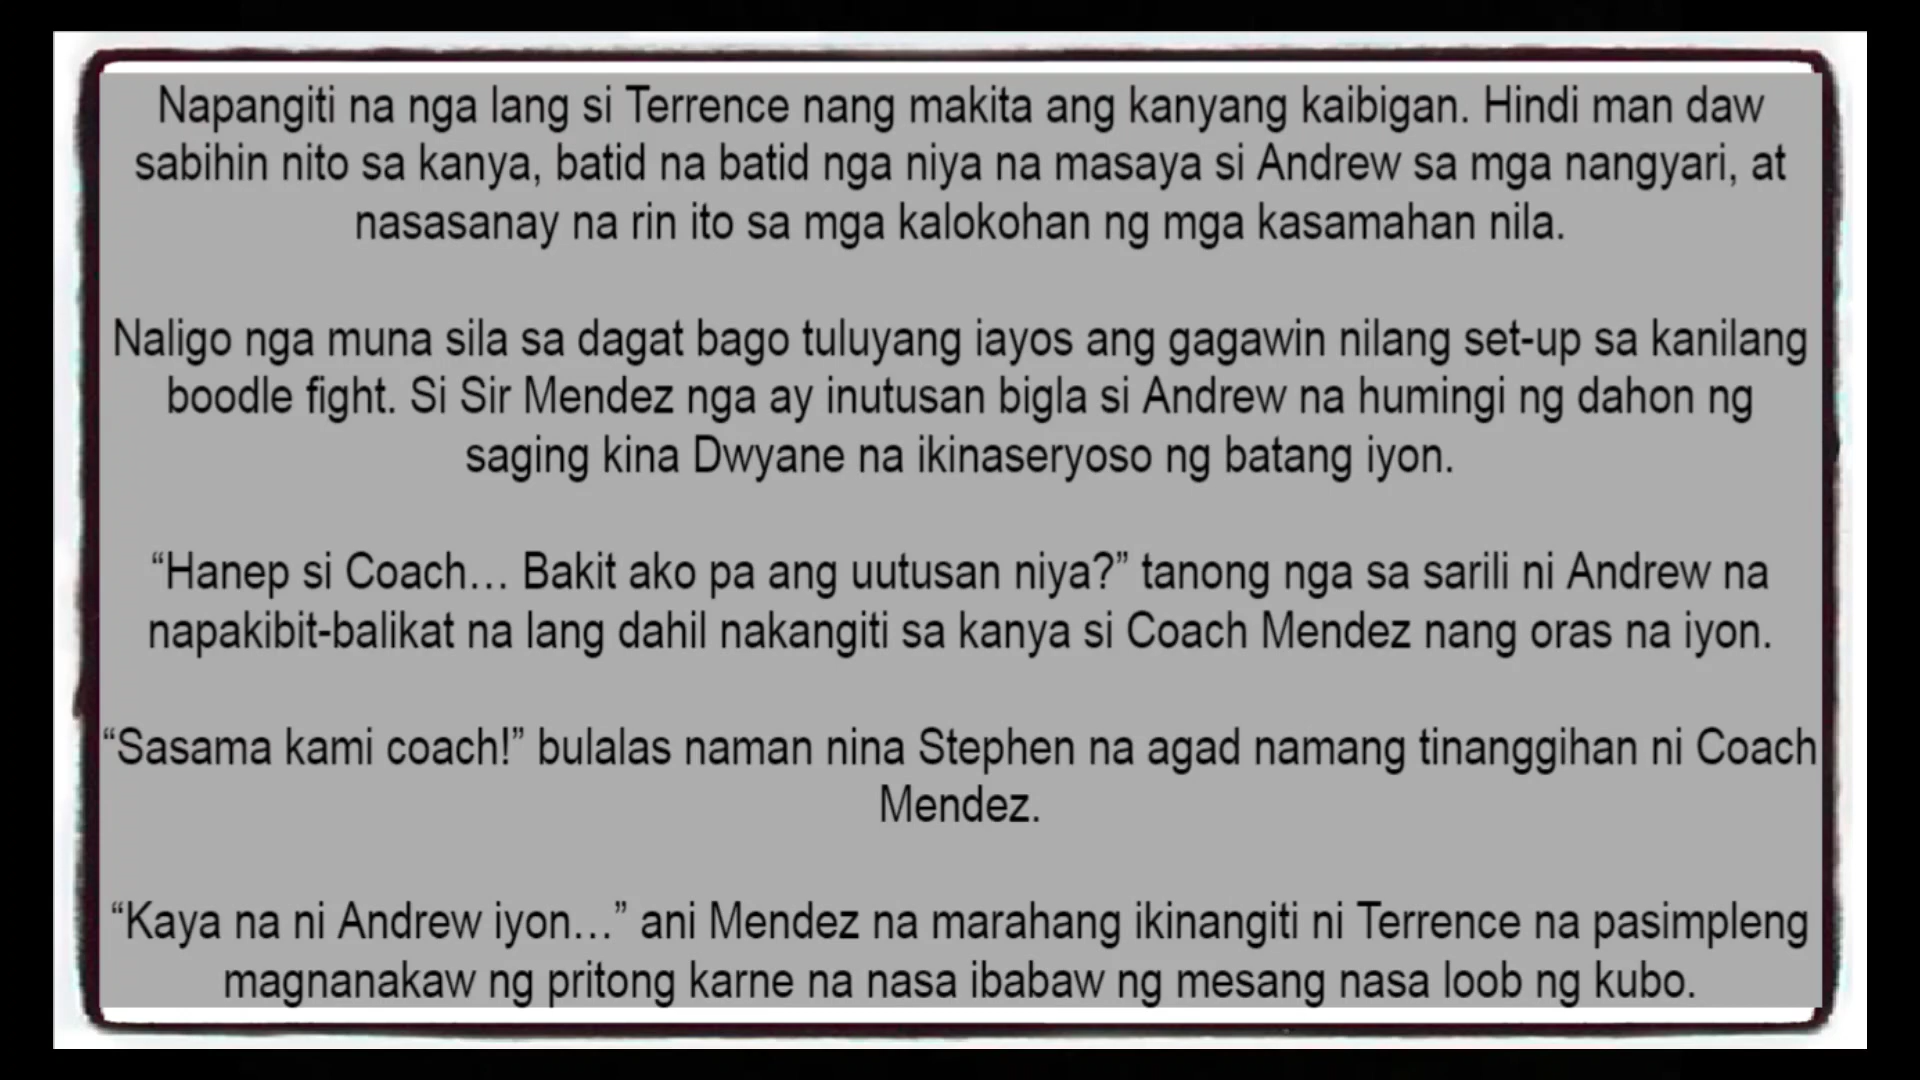 Napangiti na nga lang si Terrence nang makita ang kanyang kaibigan. Hindi man daw
sabihin nito sa kanya, batid na batid nga niya na masaya si Andrew sa mga nangyari, at
nasasanay na rin ito sa mga kalokohan ng mga kasamahan nila.
Naligo nga muna sila sa dagat bago tuluyang iayos ang gagawin nilang set-up sa kanilang
boodle fight. Si Sir Mendez nga ay inutusan bigla si Andrew na humingi ng dahon ng
saging kina Dwyane na ikinaseryoso ng batang iyon.
“Hanep si Coach… Bakit ako pa ang uutusan niya?” tanong nga sa sarili ni Andrew na
napakibit-balikat na lang dahil nakangiti sa kanya si Coach Mendez nang oras na iyon.
“Sasama kami coach!” bulalas naman nina Stephen na agad namang tinanggihan ni Coach
Mendez.
“Kaya na ni Andrew iyon…” ani Mendez na marahang ikinangiti ni Terrence na pasimpleng
magnanakaw ng pritong karne na nasa ibabaw ng mesang nasa loob ng kubo.